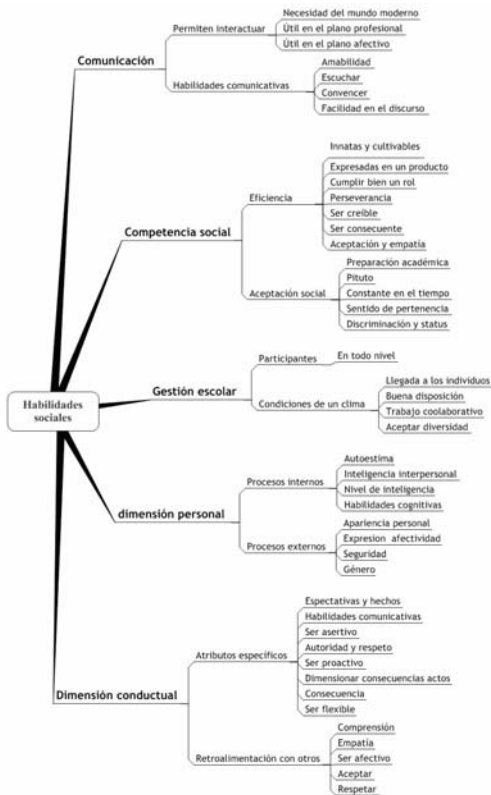 Habilidades
sociales
Comunicación
Permiten interactuar
Necesidad del mundo moderno
Útil en el plano profesional
Útil en el plano afectivo
Habilidades comunicativas
Amabilidad
Escuchar
Convencer
Facilidad en el discurso
Competencia social
Eficiencia
Innatas y cultivables
Expresadas en un producto
Cumplir bien un rol
Perseverancia
Ser creíble
Ser consecuente
Aceptación y empatía
Aceptación social
Preparación académica
Pituto
Constante en el tiempo
Sentido de pertenencia
Discriminación y status
Gestión escolar
Participantes
En todo nivel
Condiciones de un clima
Llegada a los individuos
Buena disposición
Trabajo coolaborativo
Aceptar diversidad
dimensión personal
Procesos internos
Autoestima
Inteligencia interpersonal
Nivel de inteligencia
Habilidades cognitivas
Procesos externos
Apariencia personal
Expresion afectividad
Seguridad
Género
Dimensión conductual
Atributos específicos
Espectativas y hechos
Habilidades comunicativas
Ser asertivo
Autoridad y respeto
Ser proactivo
Dimensionar consecuencias actos
Consecuencia
Ser flexible
Retroalimentación con otros
Comprensión
Empatía
Ser afectivo
Aceptar
Respetar